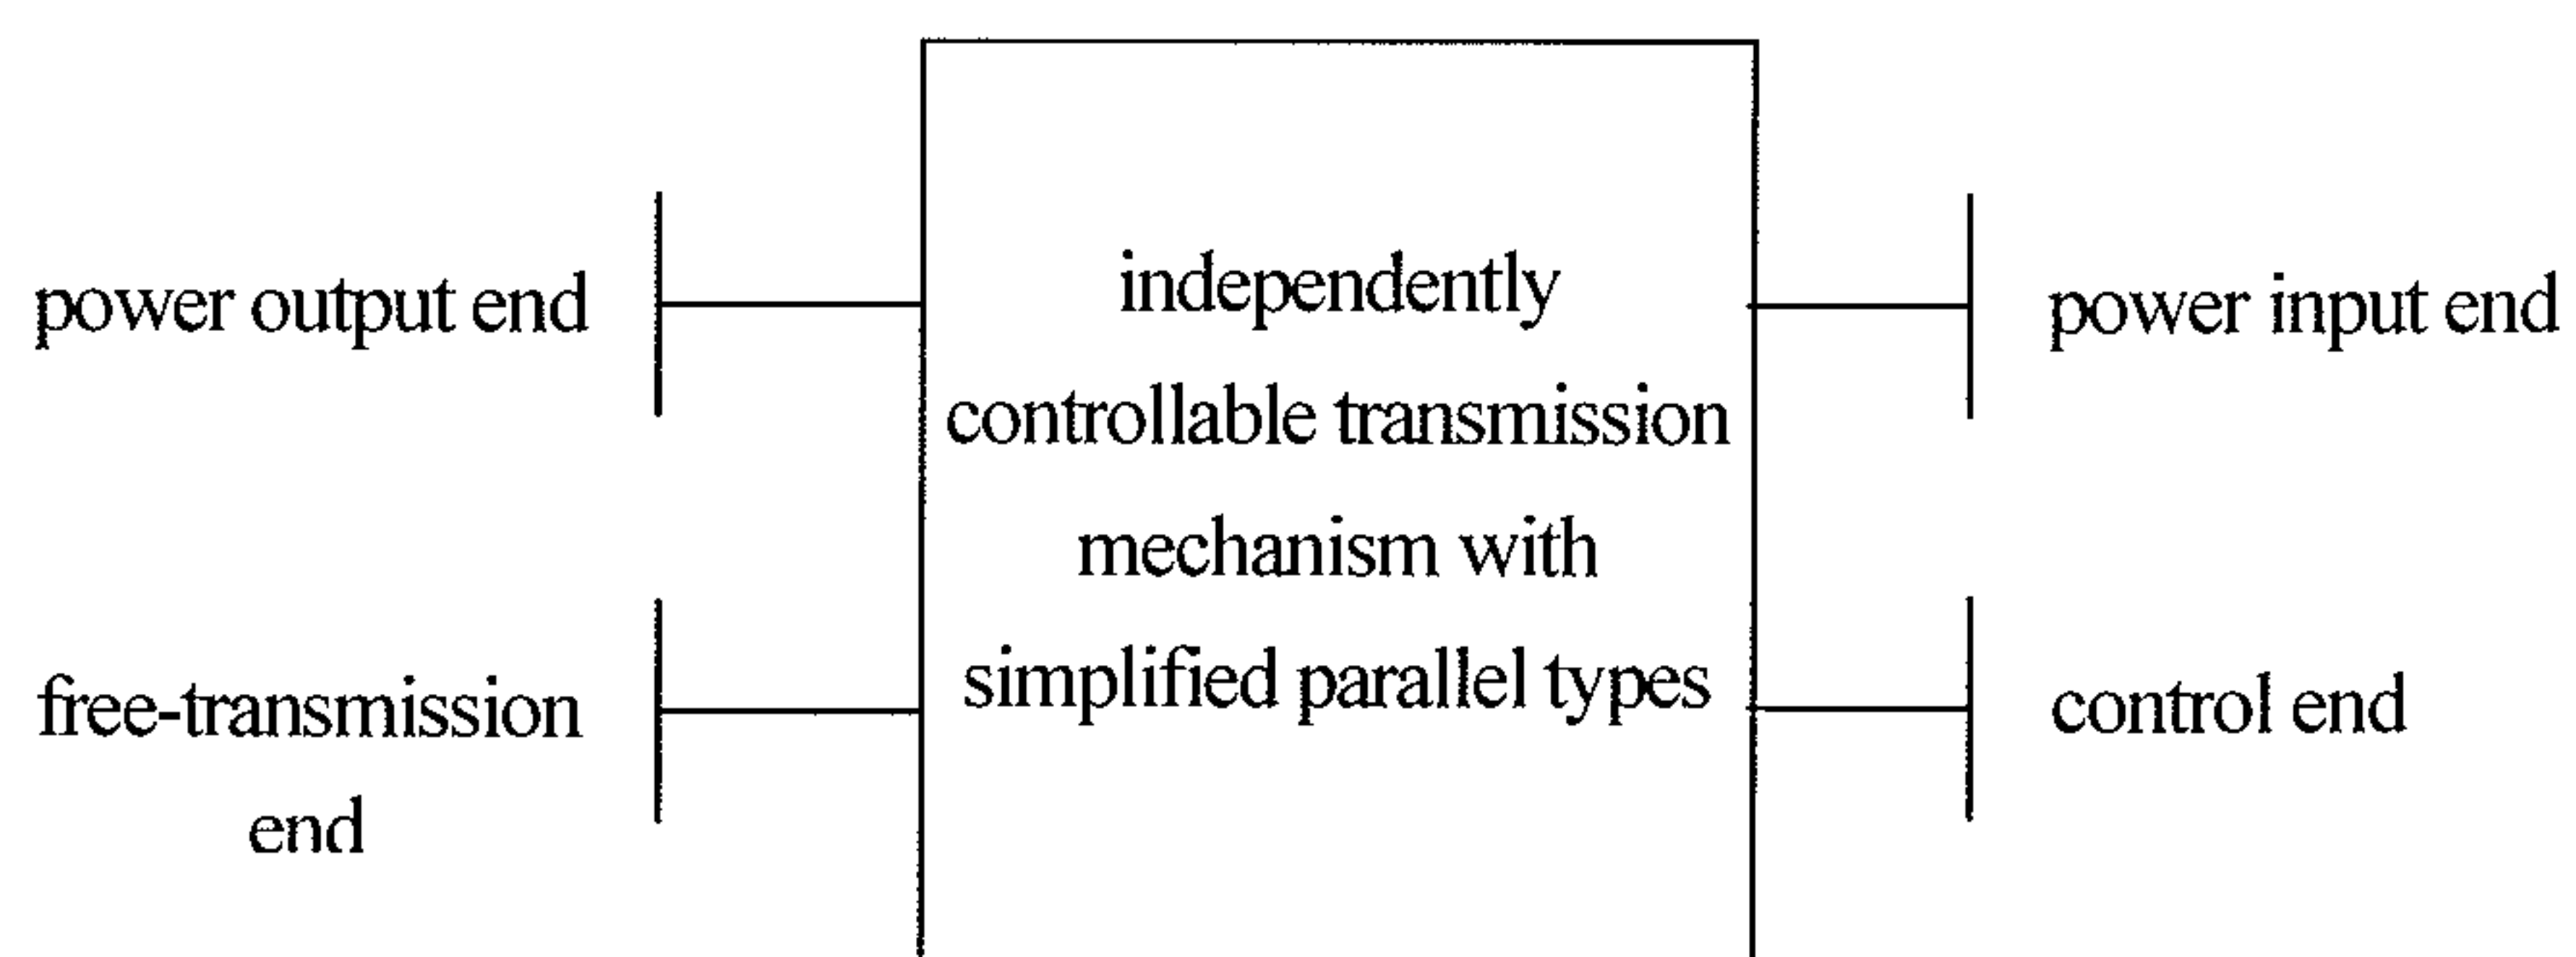 power output end
free-transmission
end
independently
controllable transmission
mechanism with
simplified parallel types
power input end
control end